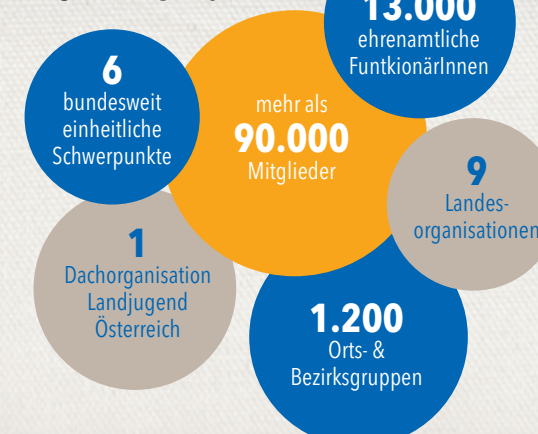 13.000
ehrenamtliche
FuntkionärInnen
6
bundesweit
einheitliche
Schwerpunkte
mehr als
90.000
Mitglieder
9
Landes-
organisationen
1
Dachorganisation
Landjugend
Österreich
1.200
Orts- &
Bezirksgruppen